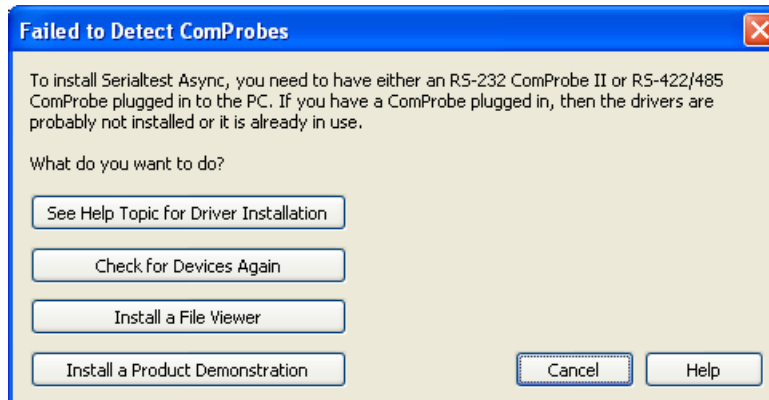 Failed to Detect ComProbes
To install Serialtest Async, you need to have either an RS-232 ComProbe II or RS-422/485
ComProbe plugged in to the PC. If you have a ComProbe plugged in, then the drivers are
probably not installed or it is already in use.
What do you want to do?
See Help Topic for Driver Installation
Check for Devices Again
Install a File Viewer
Install a Product Demonstration
Cancel
Help